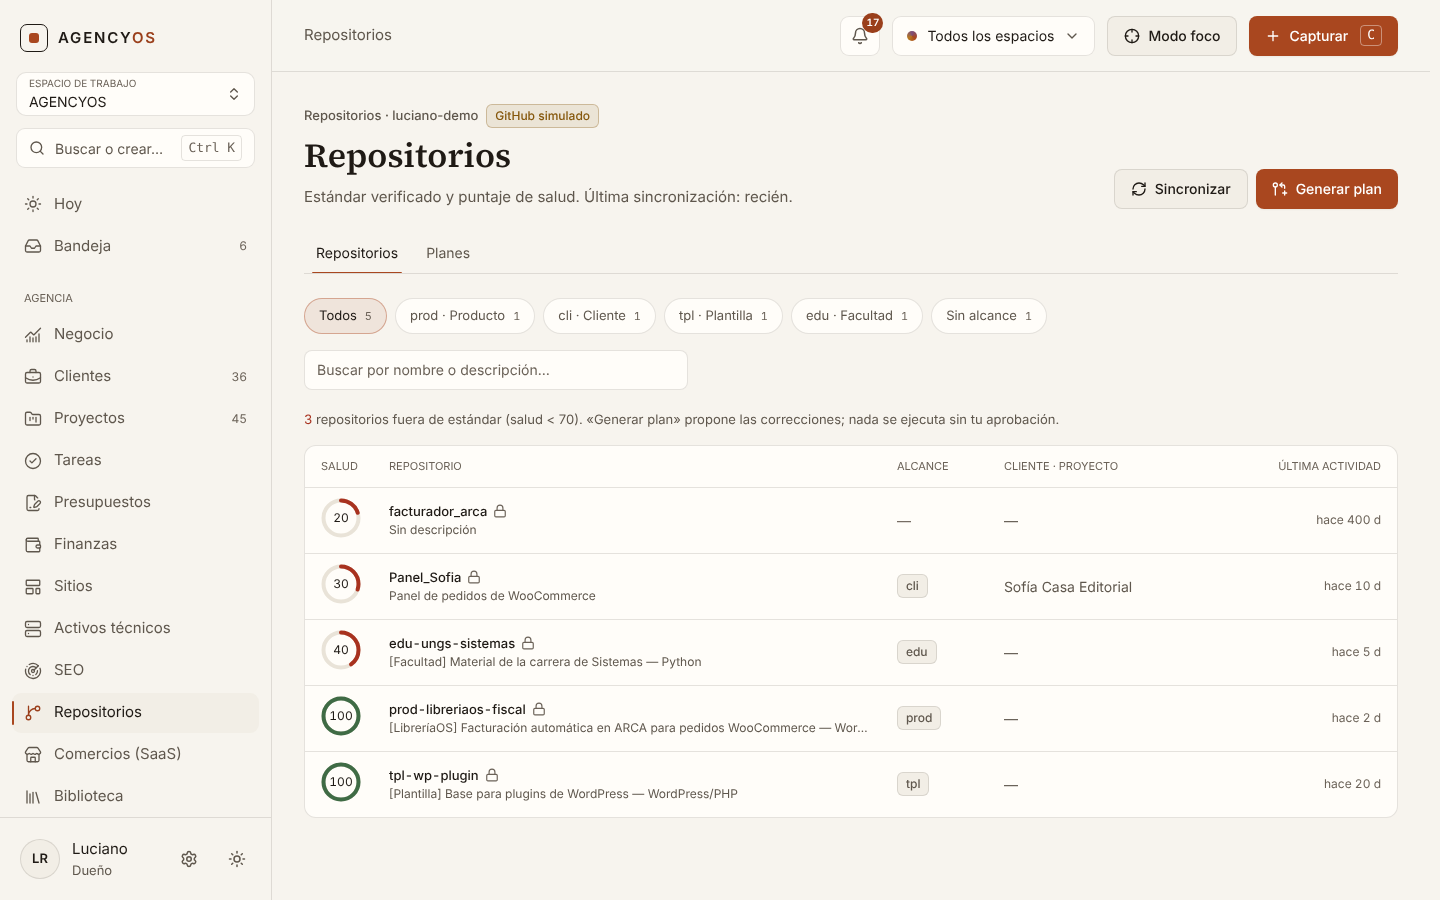 AGENCYOS
ESPACIO DE TRABAJO
AGENCYOS
Buscar o crear... Ctrl K
Hoy
Bandeja 6
AGENCIA
Negocio
Clientes 36
Proyectos 45
Tareas
Presupuestos
Finanzas
Sitios
Activos técnicos
SEO
Repositorios
Comercios (SaaS)
Biblioteca
LR Luciano
Dueño
Repositorios
17
Todos los espacios
Modo foco
Capturar C
Repositorios · luciano-demo GitHub simulado
Repositorios
Estándar verificado y puntaje de salud. Última sincronización: recién.
Sincronizar
Generar plan
Repositorios Planes
Todos 5 prod · Producto 1 cli · Cliente 1 tpl · Plantilla 1 edu · Facultad 1 Sin alcance 1
Buscar por nombre o descripción...
3 repositorios fuera de estándar (salud < 70). «Generar plan» propone las correcciones; nada se ejecuta sin tu aprobación.
SALUD REPOSITORIO ALCANCE CLIENTE · PROYECTO ÚLTIMA ACTIVIDAD
20 facturador_arca — — hace 400 d
Sin descripción
30 Panel_Sofia cli Sofía Casa Editorial hace 10 d
Panel de pedidos de WooCommerce
40 edu-ungs-sistemas edu — hace 5 d
[Facultad] Material de la carrera de Sistemas — Python
100 prod-libreriaos-fiscal prod — hace 2 d
[LibreríaOS] Facturación automática en ARCA para pedidos WooCommerce — Wor...
100 tpl-wp-plugin tpl — hace 20 d
[Plantilla] Base para plugins de WordPress — WordPress/PHP